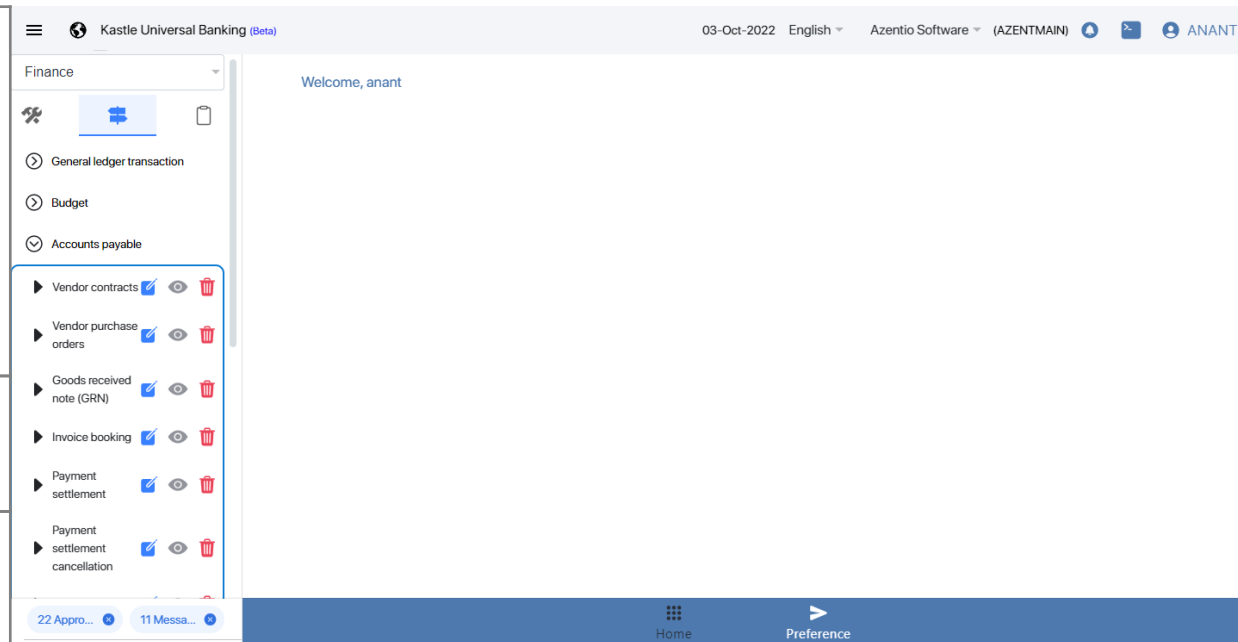 Kastle Universal Banking (Beta)
03-Oct-2022 English Azentio Software (AZENTMAIN) ANANT
Finance
Welcome, anant
General ledger transaction
Budget
Accounts payable
Vendor contracts
Vendor purchase
orders
Goods received
note (GRN)
Invoice booking
Payment
settlement
Payment
settlement
cancellation
22 Appro... 11 Messa...
Home Preference